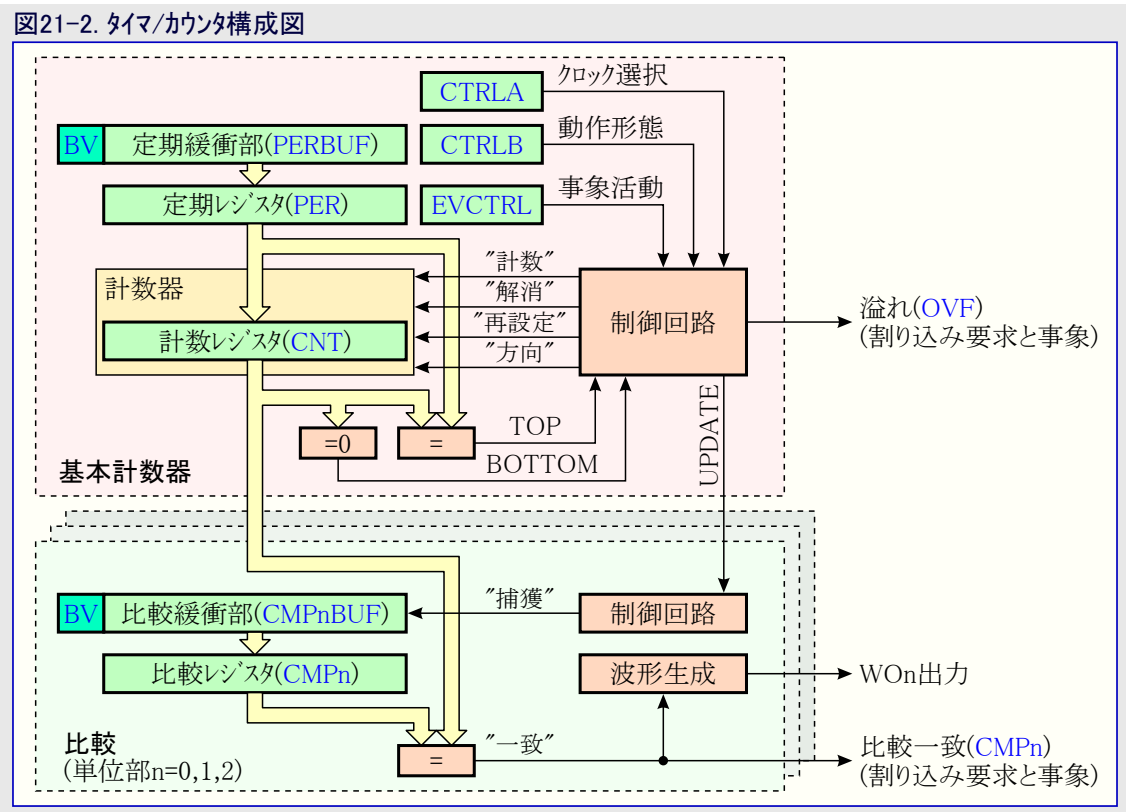 図21-2. タイマ/カウンタ構成図
CTRLA
クロック選択
BV
定期緩衝部(PERBUF)
CTRLB
動作形態
定期レジスタ(PER)
EVCTRL
事象活動
計数器
"計数"
"解消"
"再設定"
"方向"
計数レジスタ(CNT)
制御回路
溢れ(OVF)
(割り込み要求と事象)
=0
=
TOP
BOTTOM
UPDATE
基本計数器
BV
比較緩衝部(CMPnBUF)
"捕獲"
制御回路
比較レジスタ(CMPn)
波形生成
WOn出力
比較
(単位部n=0,1,2)
=
"一致"
比較一致(CMPn)
(割り込み要求と事象)